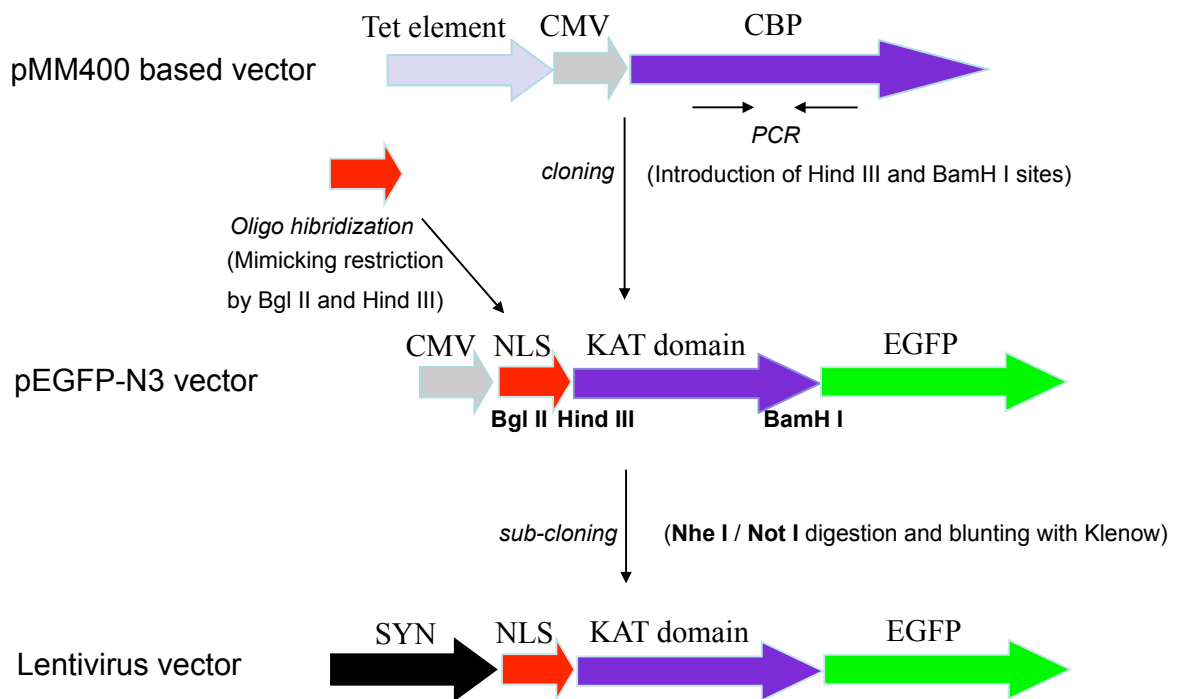 Tet element CMV CBP
pMM400 based vector
PCR
cloning (Introduction of Hind III and BamH I sites)
Oligo hibridization
(Mimicking restriction
by Bgl II and Hind III)
CMV NLS KAT domain EGFP
pEGFP-N3 vector
Bgl II Hind III BamH I
sub-cloning (Nhe I / Not I digestion and blunting with Klenow)
SYN NLS KAT domain EGFP
Lentivirus vector